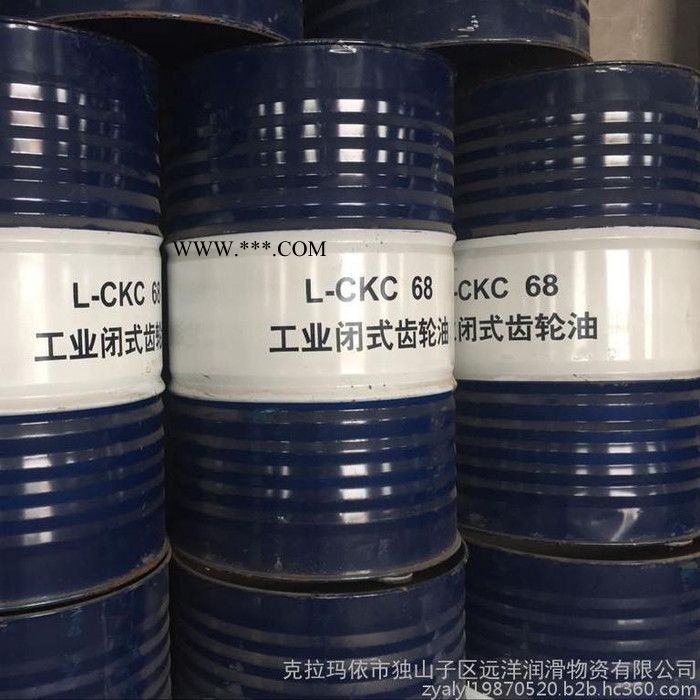 WWW.***.COM
L-CKC 68
工业闭式齿轮
L-CKC 68
工业闭式齿轮油
-CKC 68
闭式齿轮油
克拉玛依市独山子区远洋润滑物资有限公司
zyalyl19870520.b2b.hc360.com